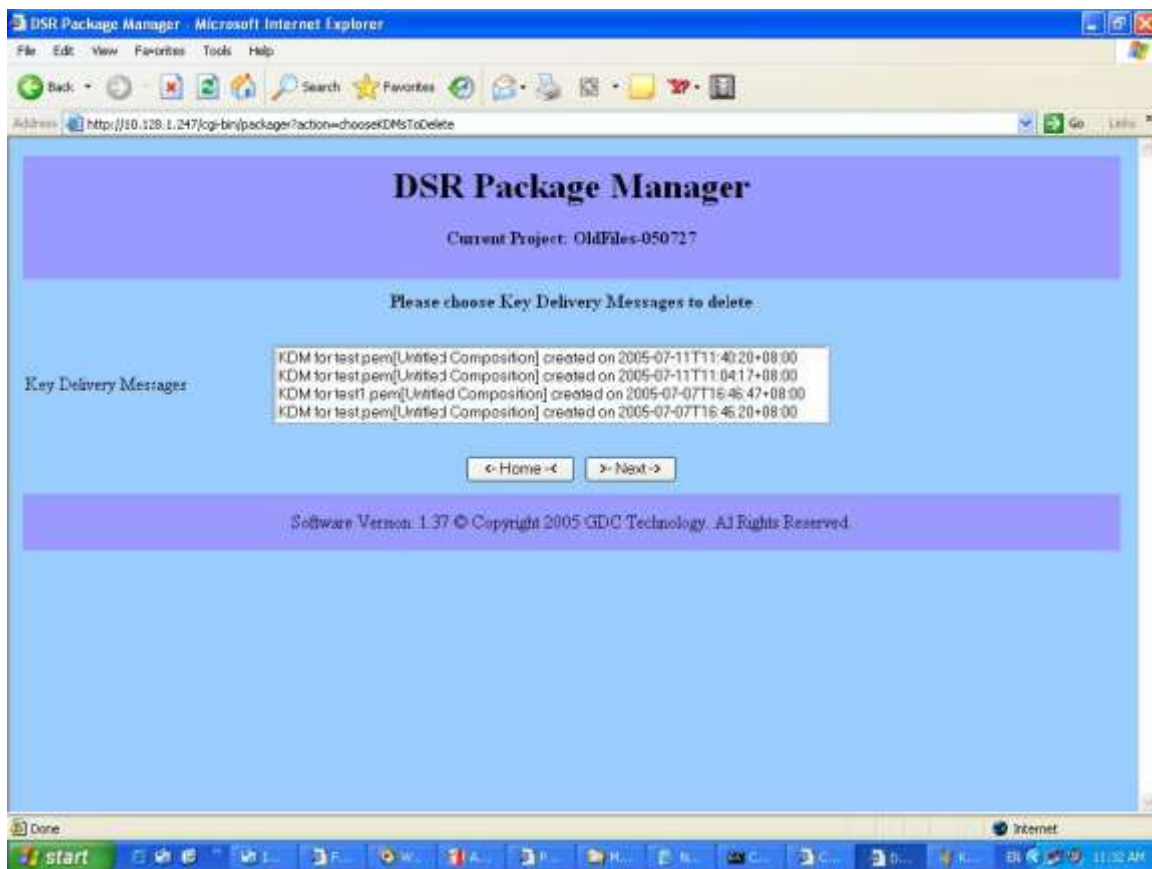 DSR Package Manager - Microsoft Internet Explorer
File Edit View Favorites Tools Help
Back Search Favorites
Address http://10.128.1.247/cgi-bin/packager?action=chooseKDMsToDelete Go Links
DSR Package Manager
Current Project: OldFiles-050727
Please choose Key Delivery Messages to delete
KDM for test.pem[Untitled Composition] created on 2005-07-11T11:40:20+08:00
KDM for test.pem[Untitled Composition] created on 2005-07-11T11:04:17+08:00
Key Delivery Messages
KDM for test1.pem[Untitled Composition] created on 2005-07-07T16:46:47+08:00
KDM for test.pem[Untitled Composition] created on 2005-07-07T16:46:20+08:00
<- Home -< >- Next ->
Software Version: 1.37 © Copyright 2005 GDC Technology. All Rights Reserved.
Done Internet
start EN 11:32 AM